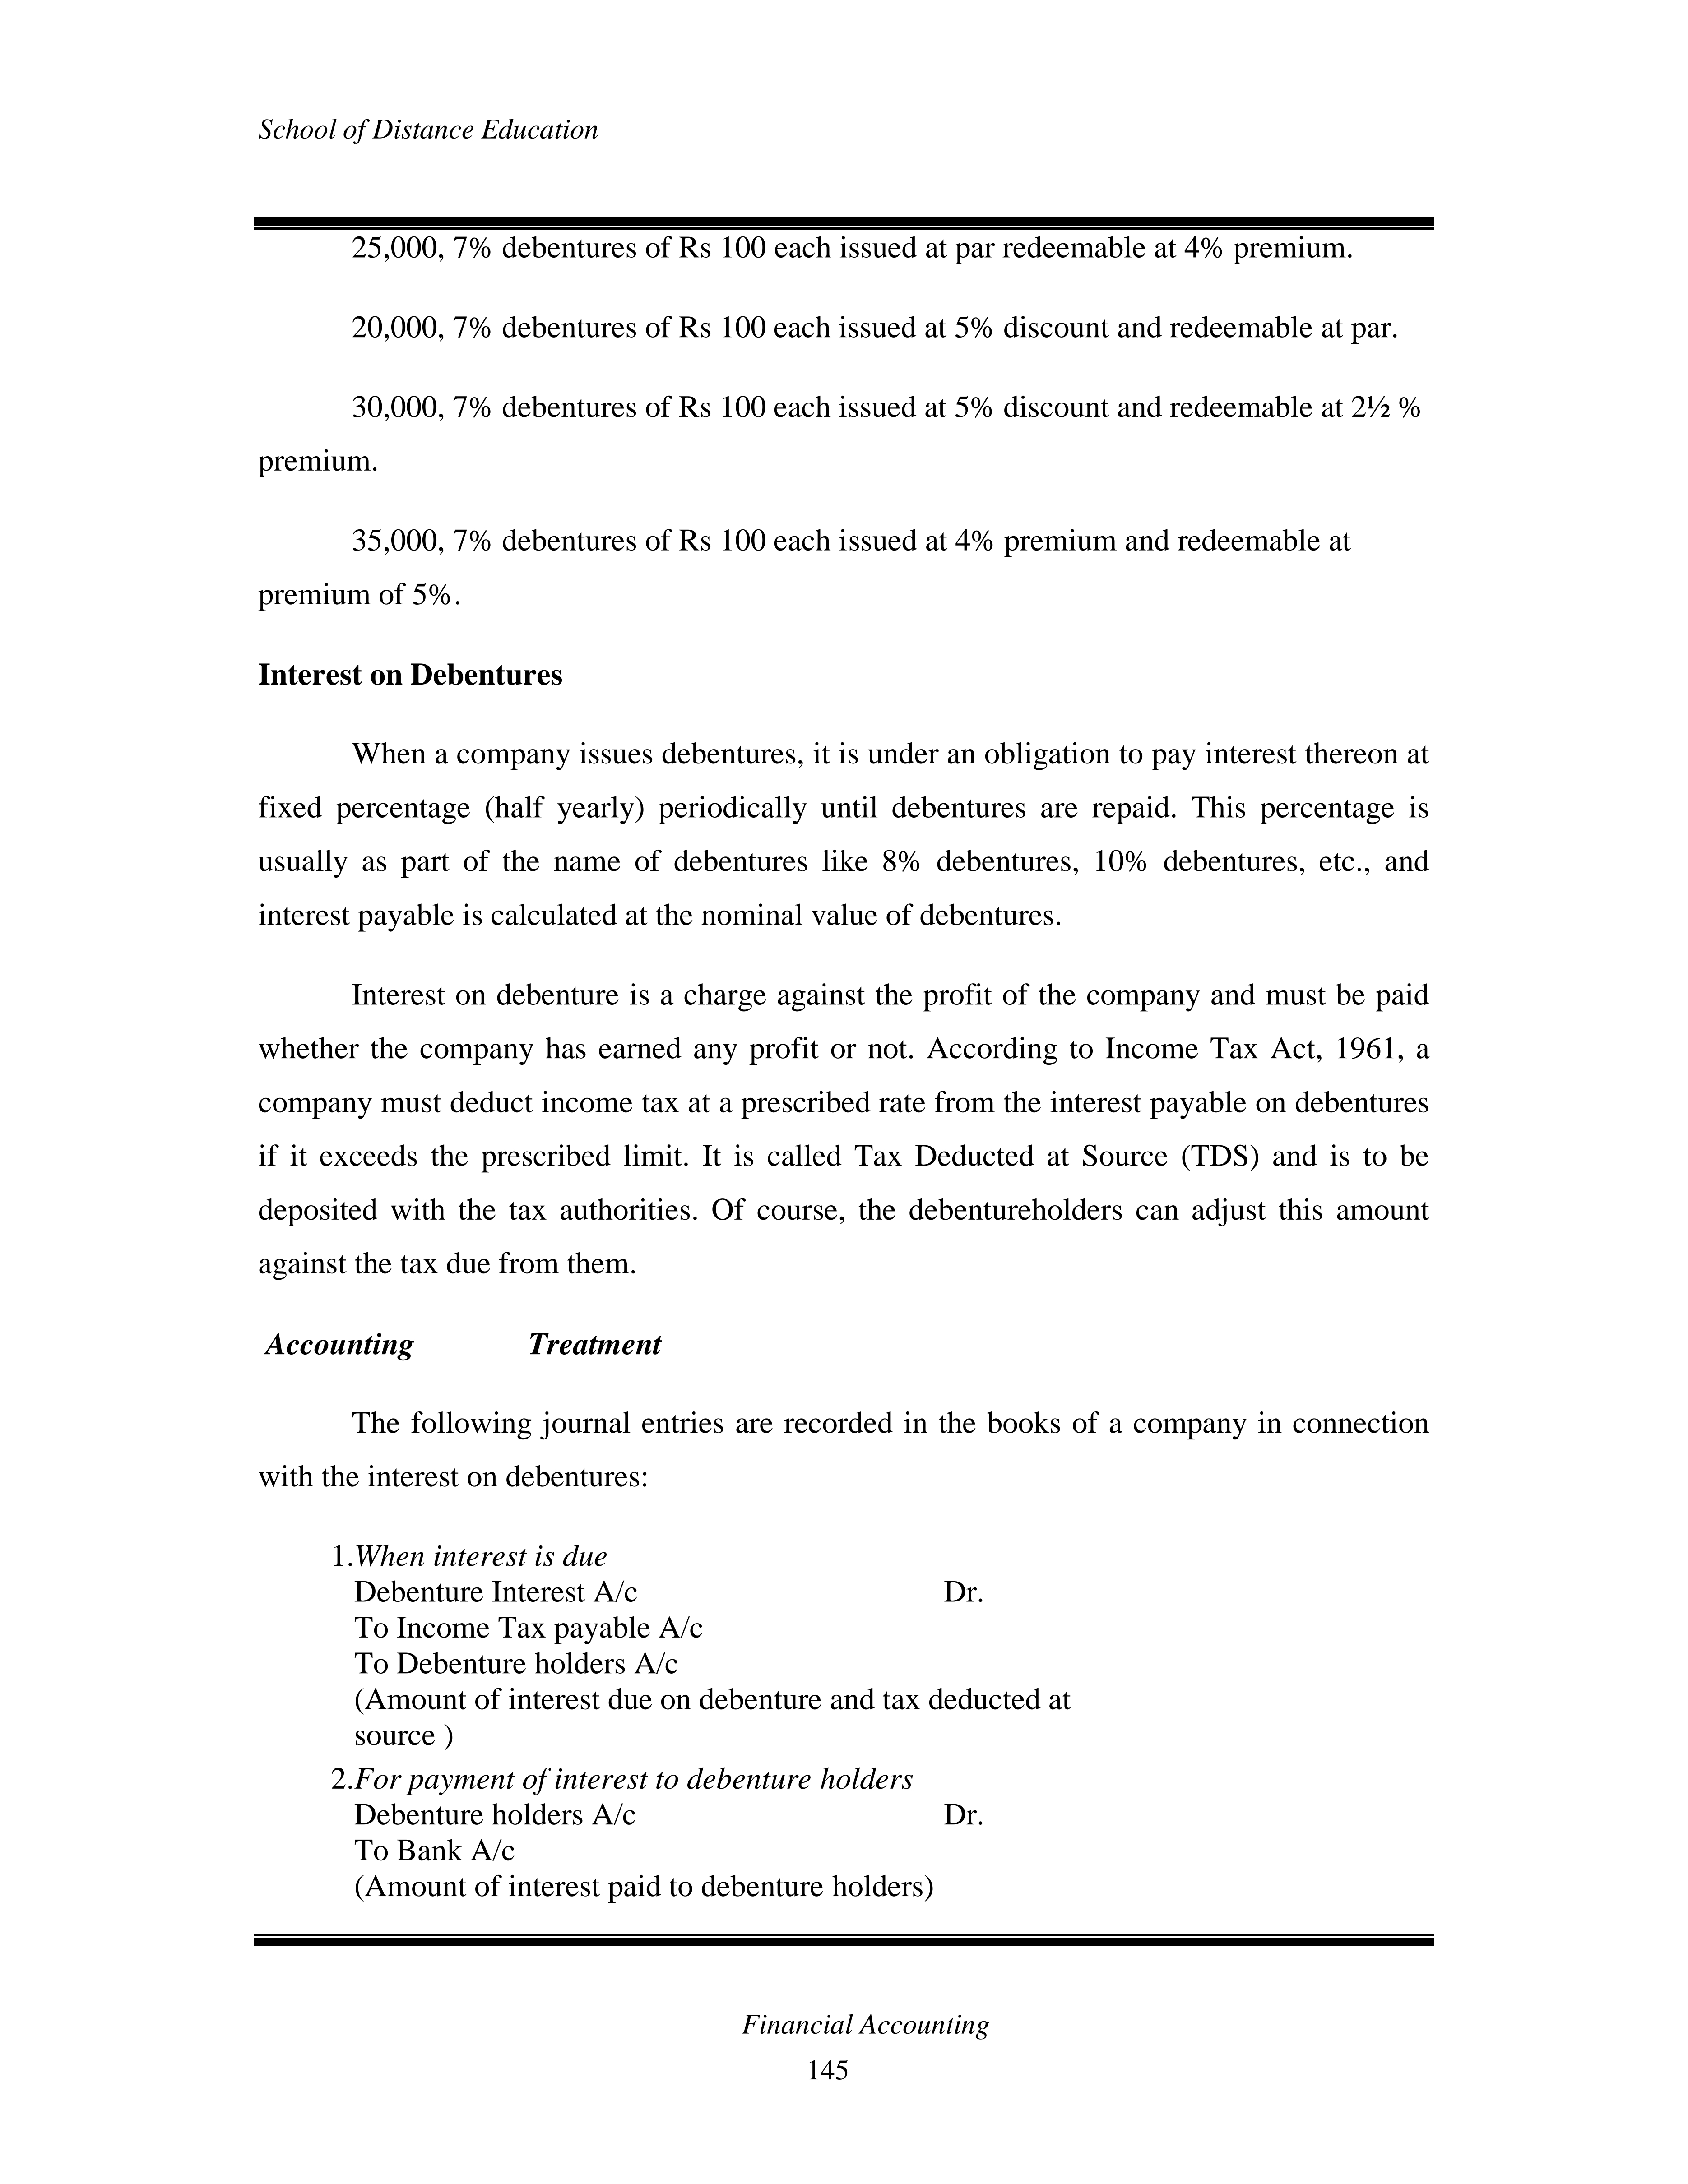 School of Distance Education
25,000, 7% debentures of Rs 100 each issued at par redeemable at 4% premium.
20,000, 7% debentures of Rs 100 each issued at 5% discount and redeemable at par.
30,000, 7% debentures of Rs 100 each issued at 5% discount and redeemable at 2½ %
premium.
35,000, 7% debentures of Rs 100 each issued at 4% premium and redeemable at
premium of 5%.
Interest on Debentures
When a company issues debentures, it is under an obligation to pay interest thereon at
fixed percentage (half yearly) periodically until debentures are repaid. This percentage is
usually as part of the name of debentures like 8% debentures, 10% debentures, etc., and
interest payable is calculated at the nominal value of debentures.
Interest on debenture is a charge against the profit of the company and must be paid
whether the company has earned any profit or not. According to Income Tax Act, 1961, a
company must deduct income tax at a prescribed rate from the interest payable on debentures
if it exceeds the prescribed limit. It is called Tax Deducted at Source (TDS) and is to be
deposited with the tax authorities. Of course, the debentureholders can adjust this amount
against the tax due from them.
Accounting Treatment
The following journal entries are recorded in the books of a company in connection
with the interest on debentures:
1.When interest is due
Debenture Interest A/c Dr.
To Income Tax payable A/c
To Debenture holders A/c
(Amount of interest due on debenture and tax deducted at
source )
2.For payment of interest to debenture holders
Debenture holders A/c Dr.
To Bank A/c
(Amount of interest paid to debenture holders)
Financial Accounting
145